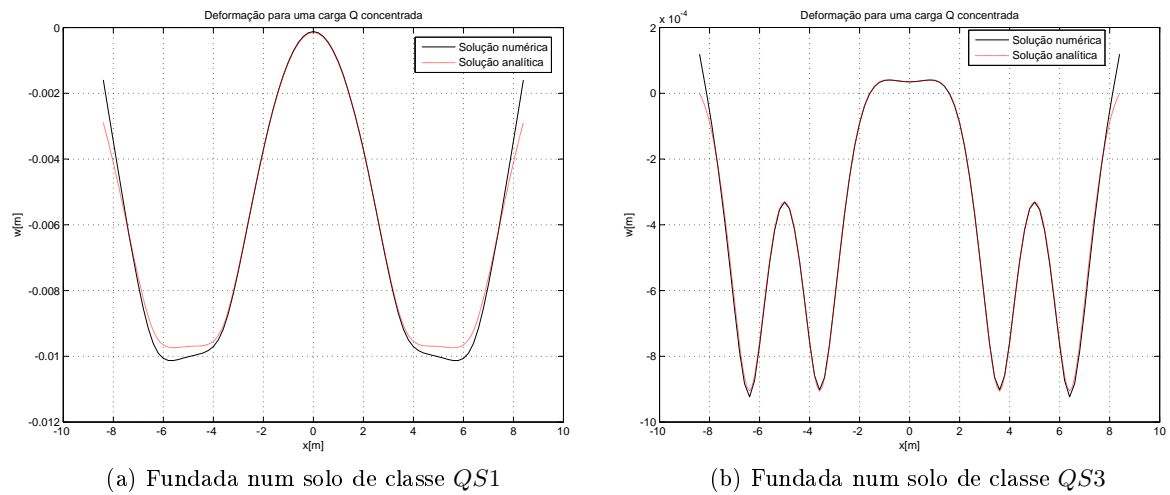 Deformação para uma carga Q concentrada
Solução numérica
Solução analítica
w[m]
0
-0.002
-0.004
-0.006
-0.008
-0.01
-0.012
-10 -8 -6 -4 -2 0 2 4 6 8 10
x[m]
(a) Fundada num solo de classe QS1
Deformação para uma carga Q concentrada
x 10⁻⁴
Solução numérica
Solução analítica
w[m]
2
0
-2
-4
-6
-8
-10
-10 -8 -6 -4 -2 0 2 4 6 8 10
x[m]
(b) Fundada num solo de classe QS3